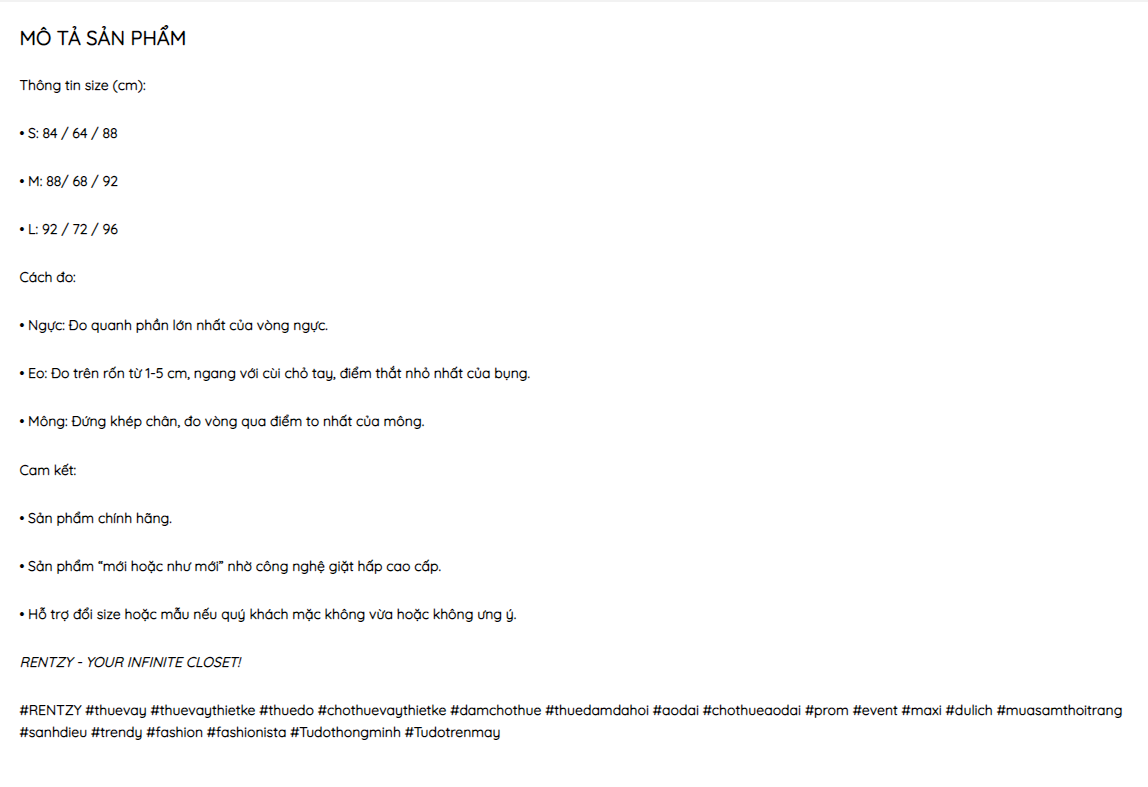 MÔ TẢ SẢN PHẨM
Thông tin size (cm):
• S: 84 / 64 / 88
• M: 88/ 68 / 92
• L: 92 / 72 / 96
Cách đo:
• Ngực: Đo quanh phần lớn nhất của vòng ngực.
• Eo: Đo trên rốn từ 1-5 cm, ngang với cùi chỏ tay, điểm thắt nhỏ nhất của bụng.
• Mông: Đứng khép chân, đo vòng qua điểm to nhất của mông.
Cam kết:
• Sản phẩm chính hãng.
• Sản phẩm “mới hoặc như mới” nhờ công nghệ giặt hấp cao cấp.
• Hỗ trợ đổi size hoặc mẫu nếu quý khách mặc không vừa hoặc không ưng ý.
RENTZY - YOUR INFINITE CLOSET!
#RENTZY #thuevay #thuevaythietke #thuedo #chothuevaythietke #damchothue #thuedamdahoi #aodai #chothueaodai #prom #event #maxi #dulich #muasamthoitrang
#sanhdieu #trendy #fashion #fashionista #Tudothongminh #Tudotrenmay